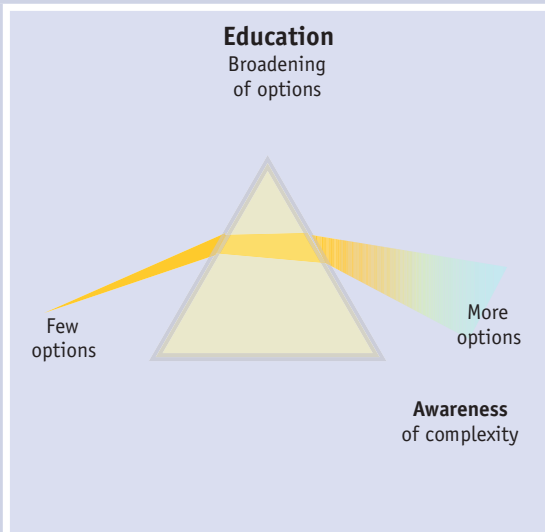 Education
Broadening
of options
Few
options
More
options
Awareness
of complexity